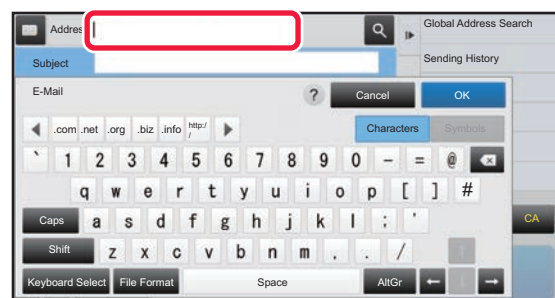 Addres
Global Address Search
Subject
Sending History
E-Mail
? Cancel OK
.com .net .org .biz .info http:/
/
Characters Symbols
` 1 2 3 4 5 6 7 8 9 0 - = @
q w e r t y u i o p [ ] #
Caps a s d f g h j k l ; '
CA
Shift z x c v b n m . . /
Keyboard Select File Format Space AltGr